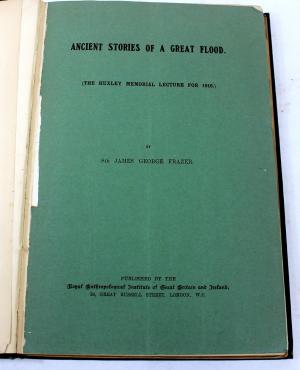 ANCIENT STORIES OF A GREAT FLOOD.
(THE HUXLEY MEMORIAL LECTURE FOR 1916.)
BY
SIR JAMES GEORGE FRAZER.
PUBLISHED BY THE
Royal Anthropological Institute of Great Britain and Ireland,
50, GREAT RUSSELL STREET, LONDON, W.C.